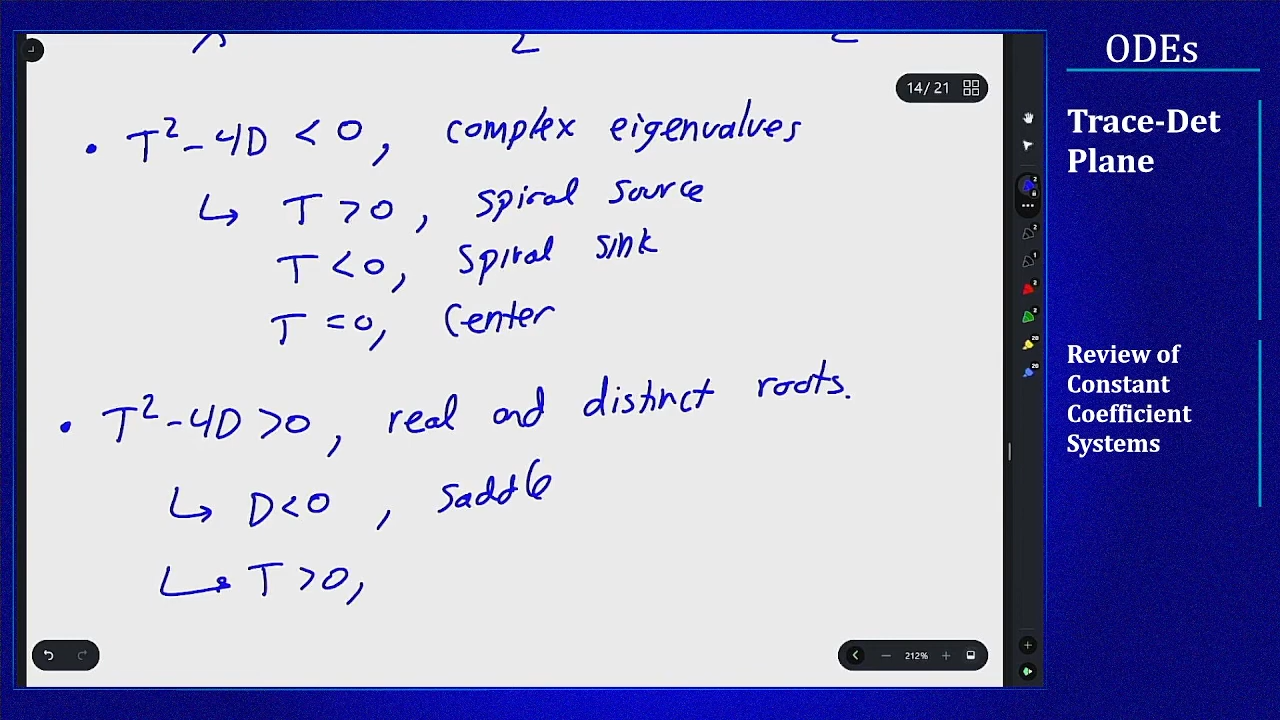 ODEs
Trace-Det
Plane
Review of
Constant
Coefficient
Systems
14 / 21
2
• T² - 4D < 0, complex eigenvalues
↳ T > 0, spiral source
T < 0, spiral sink
T = 0, Center
• T² - 4D > 0, real and distinct roots.
↳ D < 0, saddle
↳ T > 0,
212%